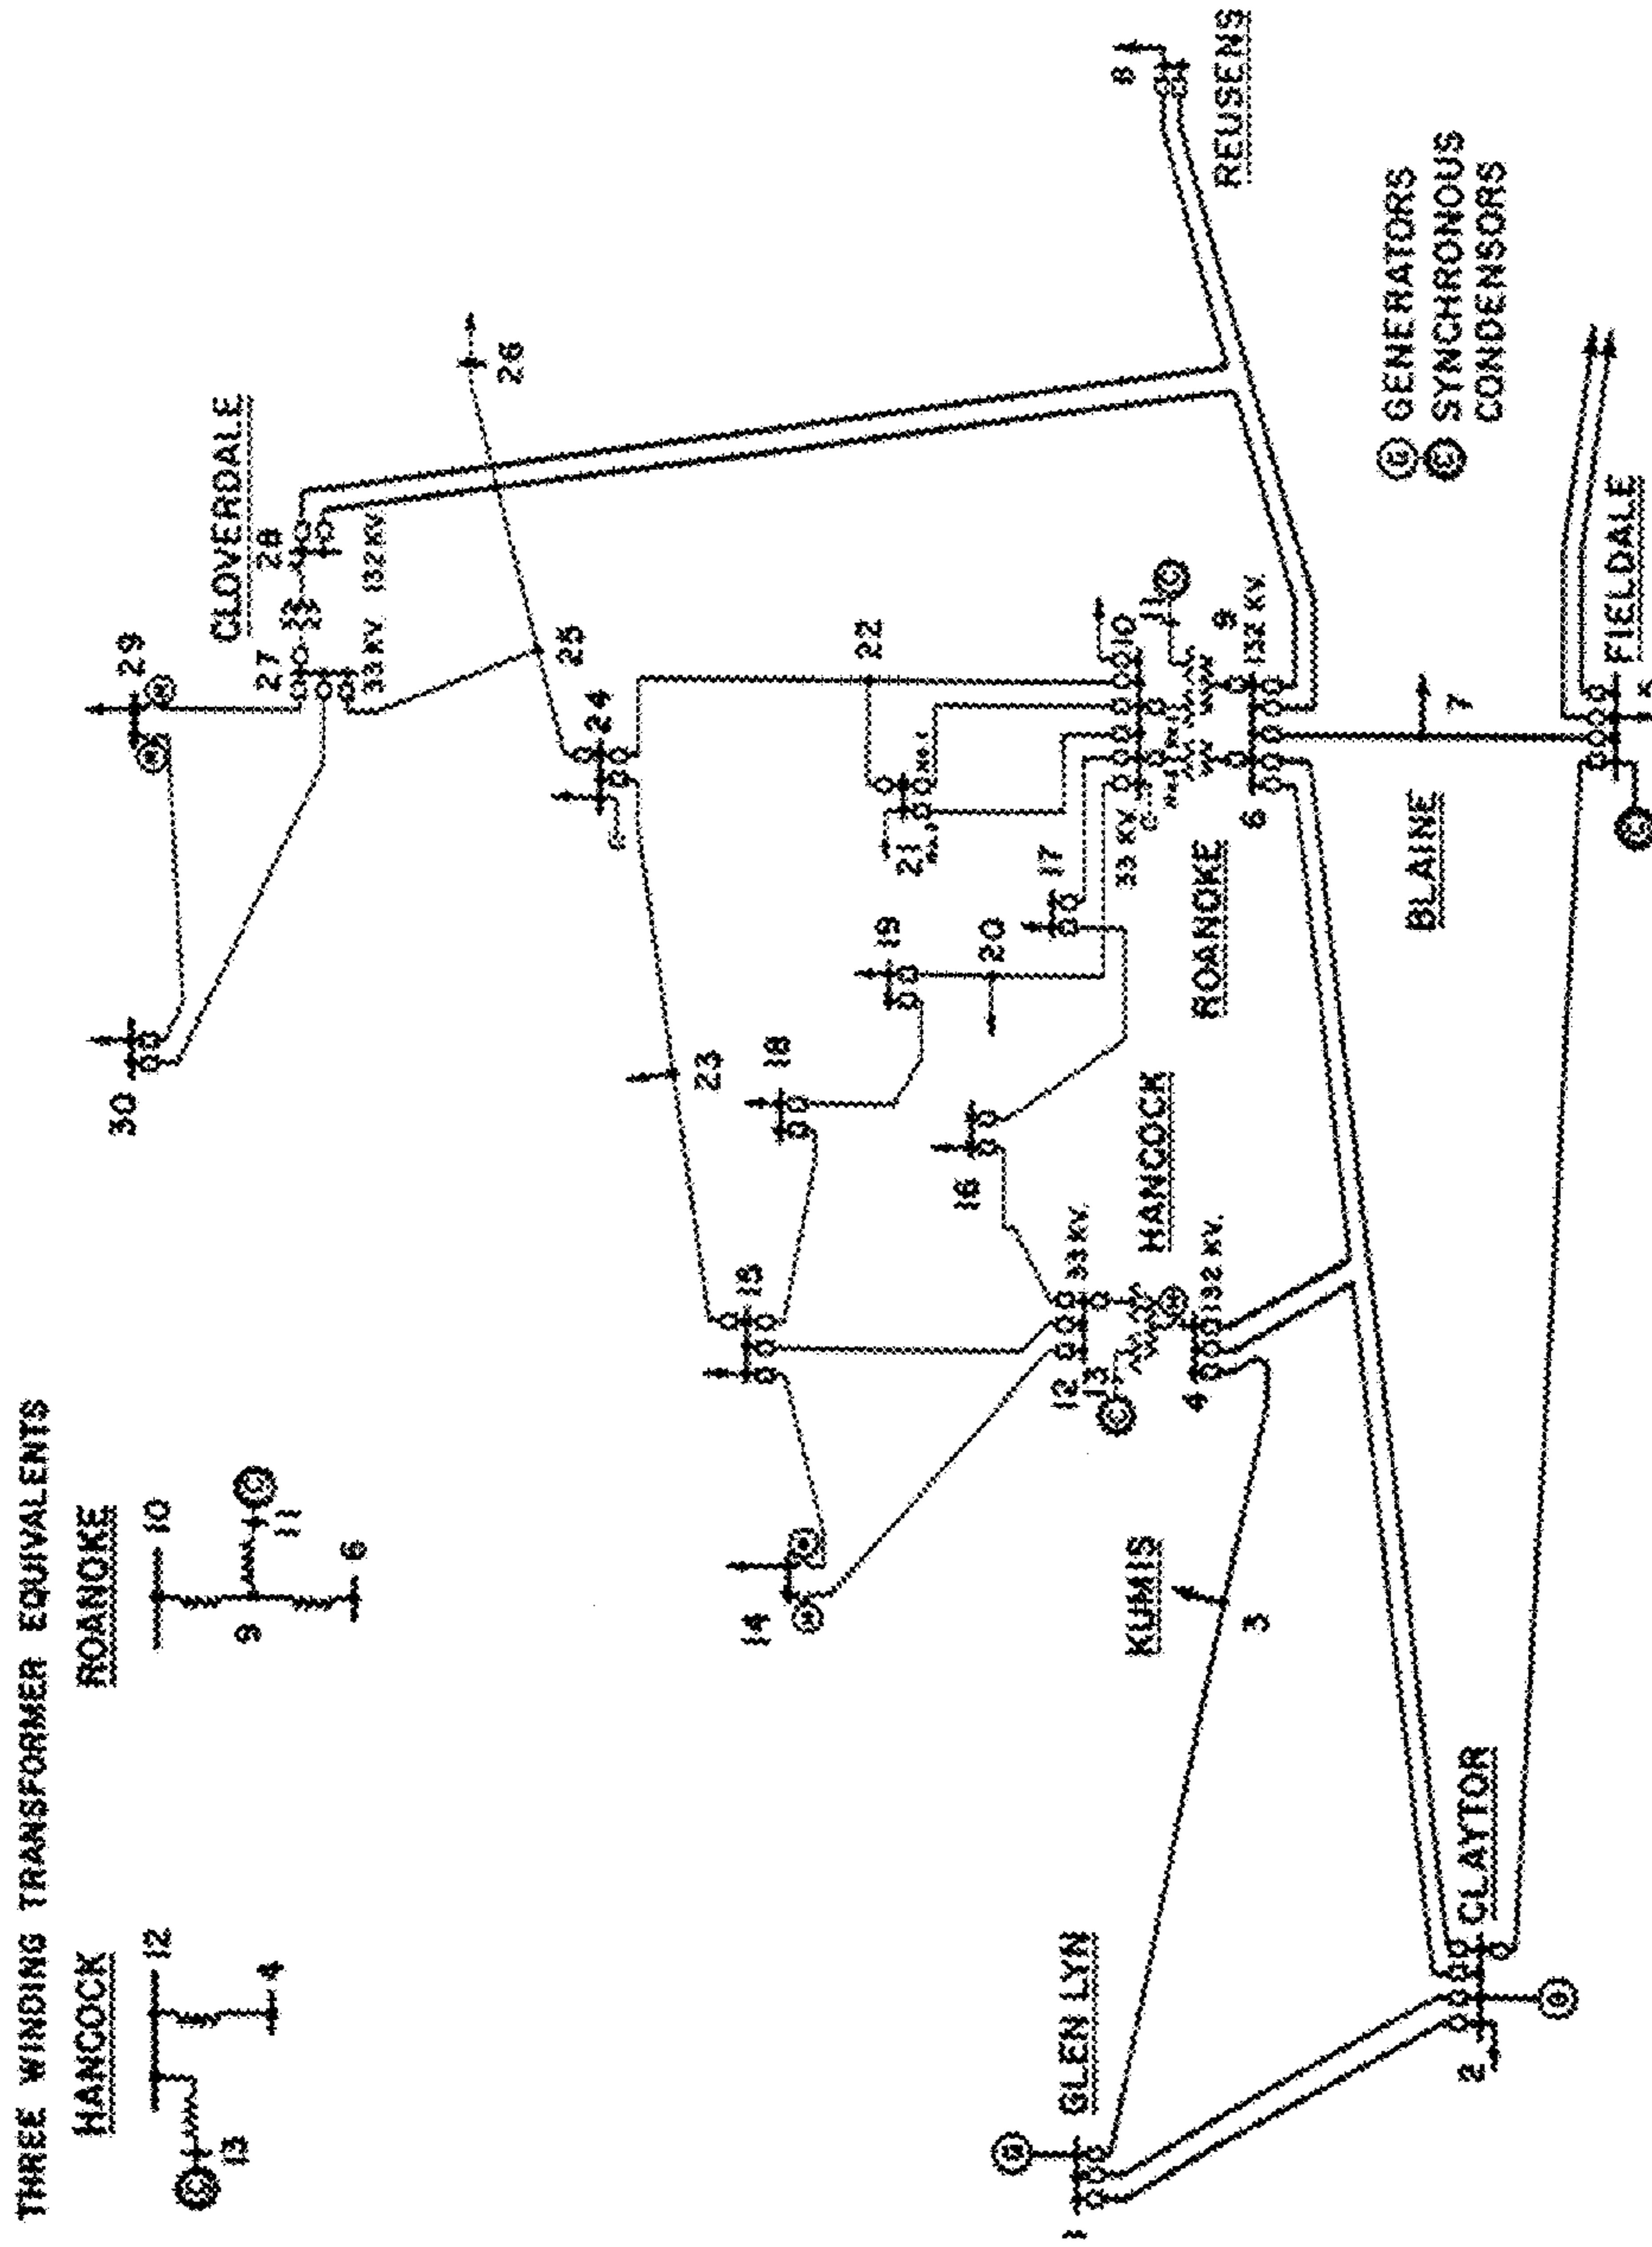 THREE WINDING TRANSFORMER EQUIVALENTS
HANCOCK
ROANOKE
12
10
13
4
9
11
6
C
C
30
29
CLOVERDALE
27
28
33 KV
132 KV
26
25
24
23
22
15
18
19
21
20
17
16
14
12
33 KV.
13
HANCOCK
C
4
132 KV.
33 KV.
10
11
C
ROANOKE
6
9
132 KV.
8
REUSENS
KUMIS
3
GLEN LYN
1
G
CLAYTOR
2
G
BLAINE
7
FIELDALE
5
C
G GENERATORS
C SYNCHRONOUS
CONDENSORS